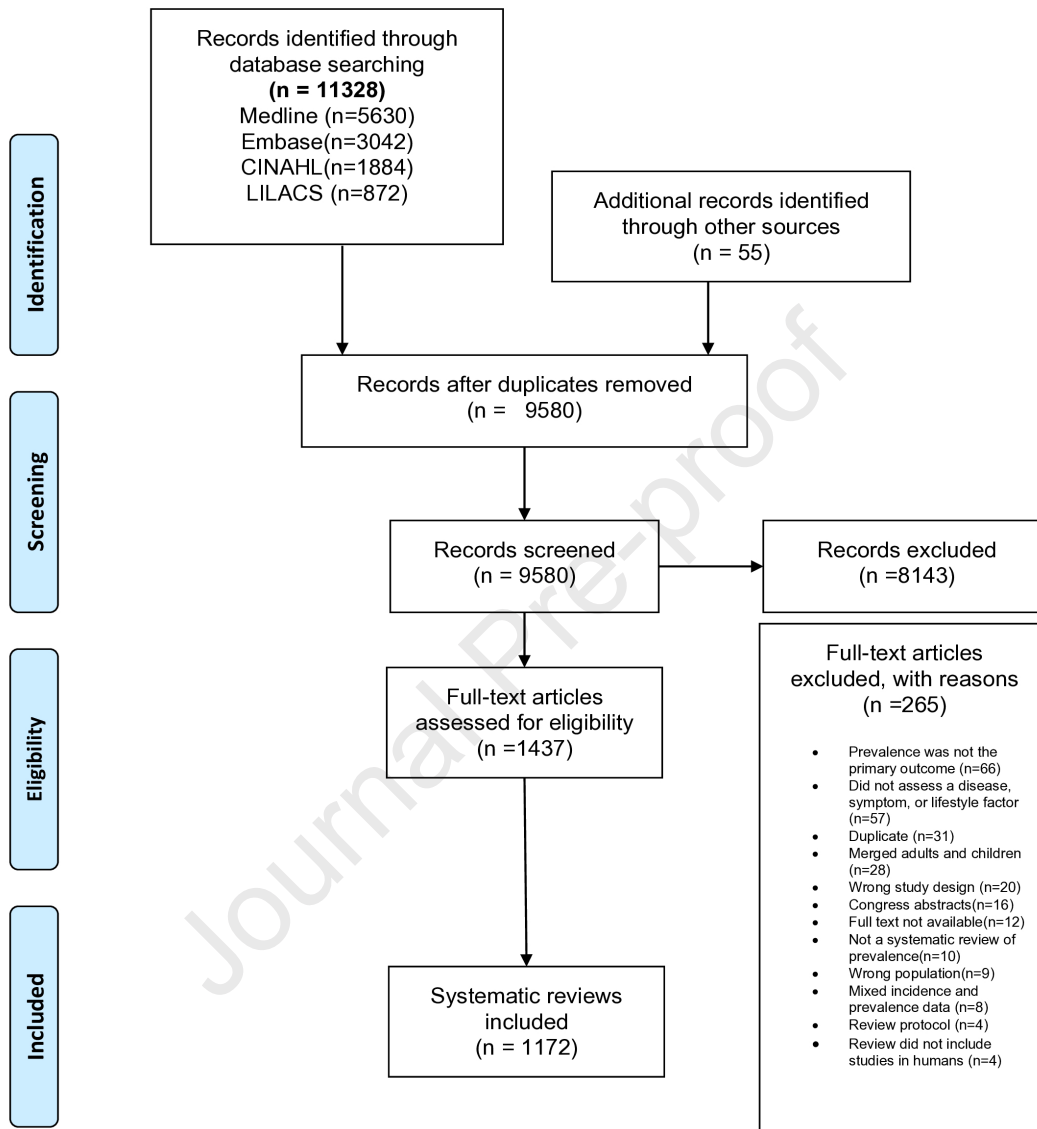 Records identified through
database searching
(n = 11328)
Medline (n=5630)
Embase(n=3042)
CINAHL(n=1884)
LILACS (n=872)
Additional records identified
through other sources
(n = 55)
Identification
Records after duplicates removed
(n = 9580)
Screening
Records screened
(n = 9580)
Records excluded
(n =8143)
Eligibility
Full-text articles
assessed for eligibility
(n =1437)
Full-text articles
excluded, with reasons
(n =265)
• Prevalence was not the
primary outcome (n=66)
• Did not assess a disease,
symptom, or lifestyle factor
(n=57)
• Duplicate (n=31)
• Merged adults and children
(n=28)
• Wrong study design (n=20)
• Congress abstracts(n=16)
• Full text not available(n=12)
• Not a systematic review of
prevalence(n=10)
• Wrong population(n=9)
• Mixed incidence and
prevalence data (n=8)
• Review protocol (n=4)
• Review did not include
studies in humans (n=4)
Included
Systematic reviews
included
(n = 1172)
Journal Pre-proof